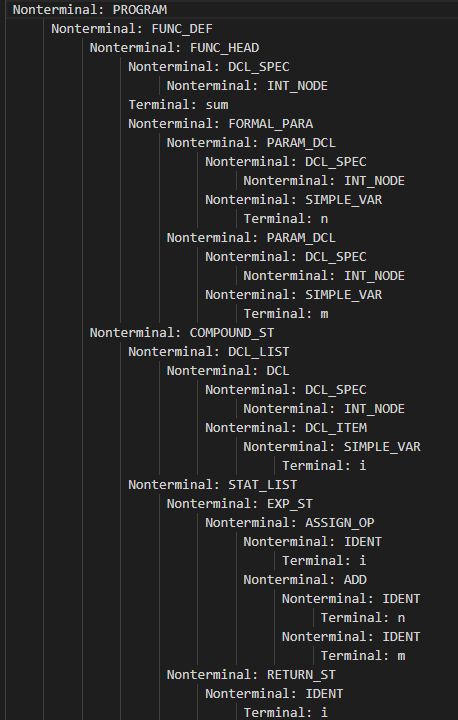 Nonterminal: PROGRAM
Nonterminal: FUNC_DEF
Nonterminal: FUNC_HEAD
Nonterminal: DCL_SPEC
Nonterminal: INT_NODE
Terminal: sum
Nonterminal: FORMAL_PARA
Nonterminal: PARAM_DCL
Nonterminal: DCL_SPEC
Nonterminal: INT_NODE
Nonterminal: SIMPLE_VAR
Terminal: n
Nonterminal: PARAM_DCL
Nonterminal: DCL_SPEC
Nonterminal: INT_NODE
Nonterminal: SIMPLE_VAR
Terminal: m
Nonterminal: COMPOUND_ST
Nonterminal: DCL_LIST
Nonterminal: DCL
Nonterminal: DCL_SPEC
Nonterminal: INT_NODE
Nonterminal: DCL_ITEM
Nonterminal: SIMPLE_VAR
Terminal: i
Nonterminal: STAT_LIST
Nonterminal: EXP_ST
Nonterminal: ASSIGN_OP
Nonterminal: IDENT
Terminal: i
Nonterminal: ADD
Nonterminal: IDENT
Terminal: n
Nonterminal: IDENT
Terminal: m
Nonterminal: RETURN_ST
Nonterminal: IDENT
Terminal: i